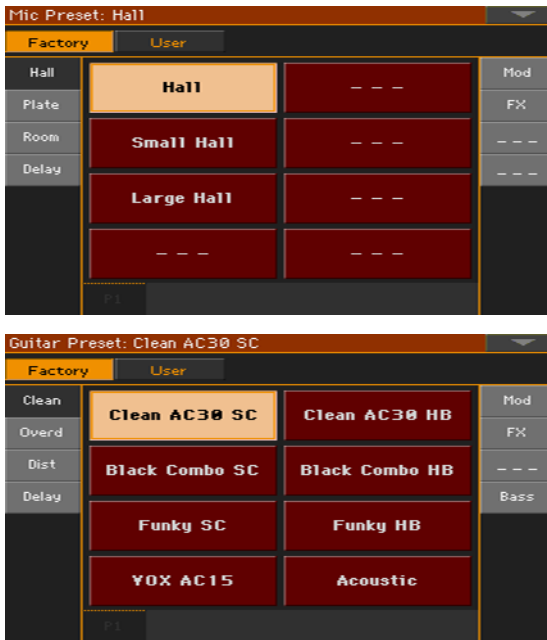 Mic Preset: Hall
Factory User
Hall Hall - - - Mod
Plate FX
Room Small Hall - - - - - -
Delay - - -
Large Hall - - -
- - - - - -
P1
Guitar Preset: Clean AC30 SC
Factory User
Clean Clean AC30 SC Clean AC30 HB Mod
Overd FX
Dist Black Combo SC Black Combo HB - - -
Delay Bass
Funky SC Funky HB
VOX AC15 Acoustic
P1